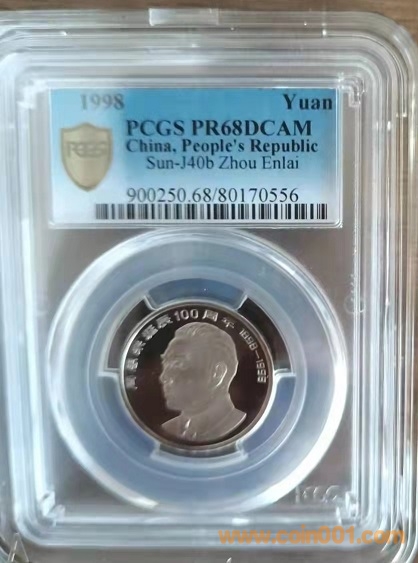 1998 Yuan
PCGS PR68DCAM
China, People's Republic
Sun-J40b Zhou Enlai
900250.68/80170556
PCGS
100周年 1898-1998
www.coin001.com